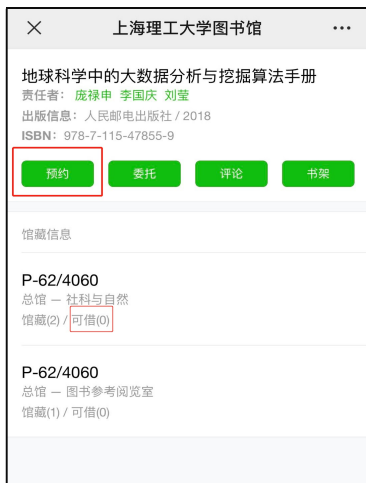 上海理工大学图书馆
地球科学中的大数据分析与挖掘算法手册
责任者：庞禄申 李国庆 刘莹
出版信息：人民邮电出版社 / 2018
ISBN：978-7-115-47855-9
预约 委托 评论 书架
馆藏信息
P-62/4060
总馆 — 社科与自然
馆藏(2) / 可借(0)
P-62/4060
总馆 — 图书参考阅览室
馆藏(1) / 可借(0)